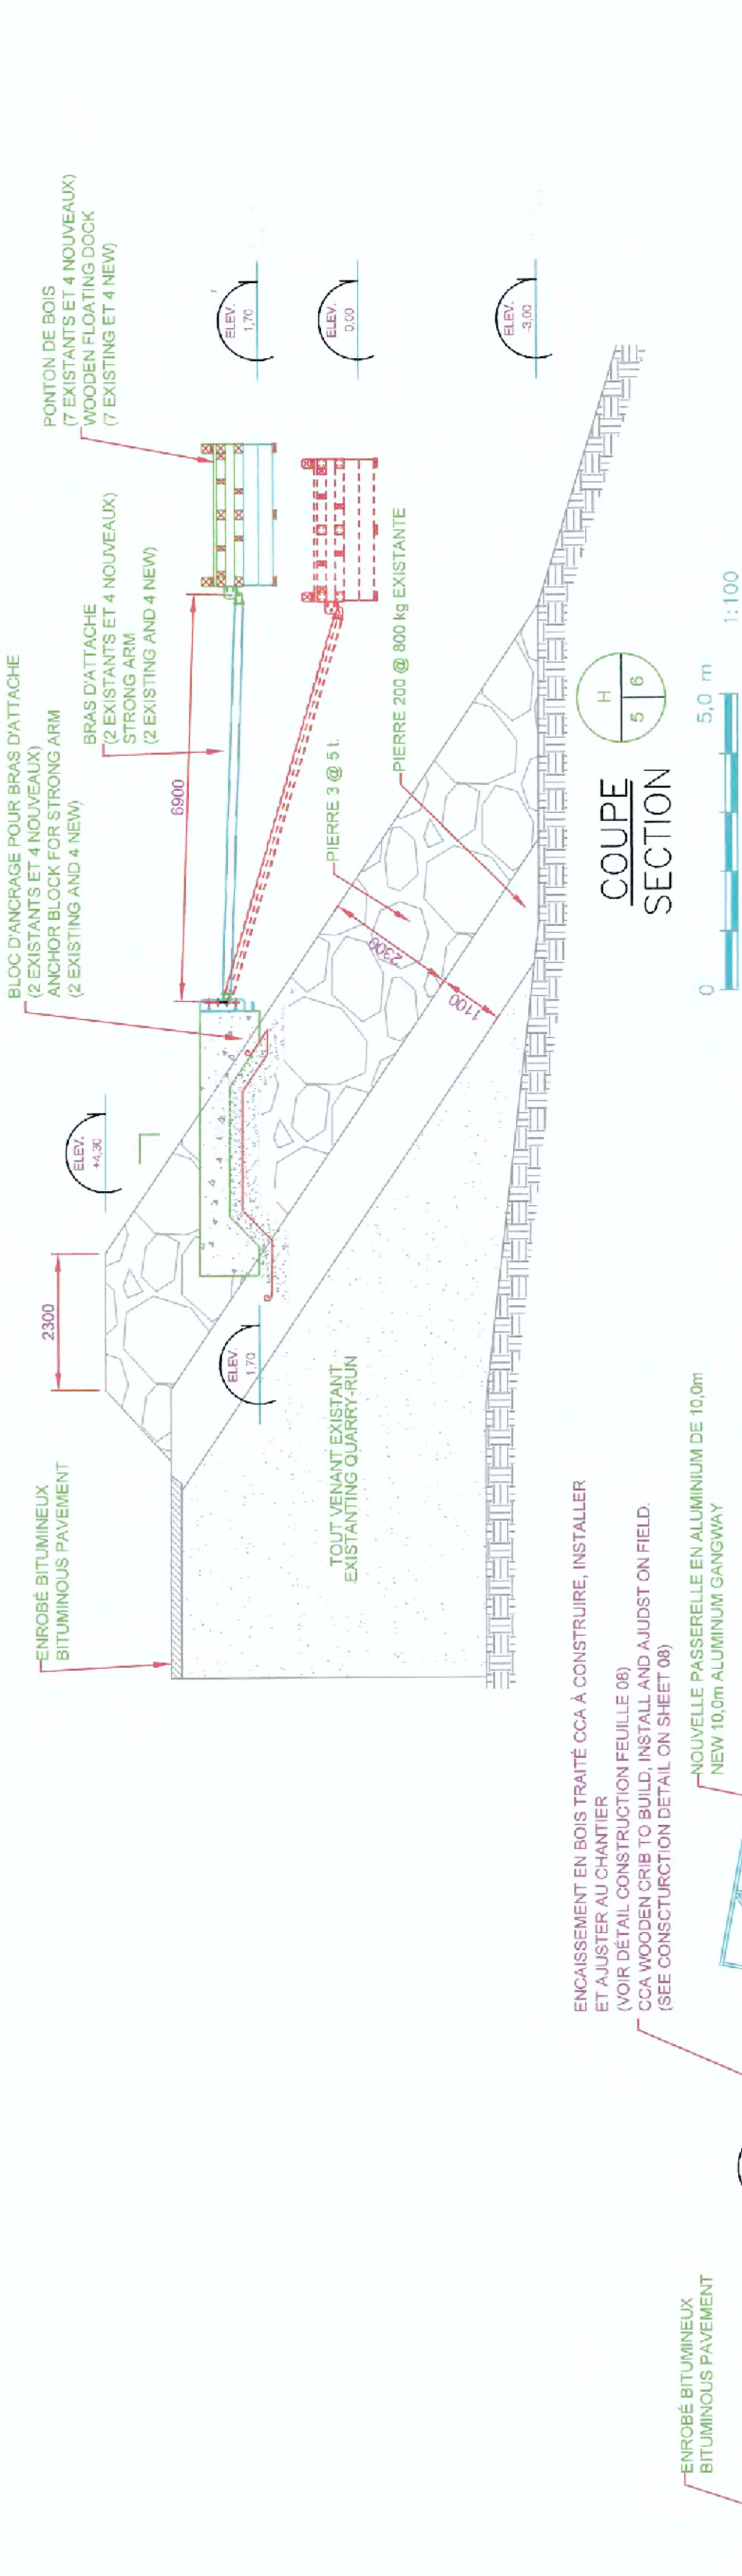 PONTON DE BOIS
(7 EXISTANTS ET 4 NOUVEAUX)
WOODEN FLOATING DOCK
(7 EXISTING ET 4 NEW)
BLOC D'ANCRAGE POUR BRAS D'ATTACHE
(2 EXISTANTS ET 4 NOUVEAUX)
ANCHOR BLOCK FOR STRONG ARM
(2 EXISTING AND 4 NEW)
BRAS D'ATTACHE
(2 EXISTANTS ET 4 NOUVEAUX)
STRONG ARM
(2 EXISTING AND 4 NEW)
6900
ELEV.
1,70
ELEV.
0,00
ELEV.
-3,00
ELEV.
+4,30
2300
ENROBÉ BITUMINEUX
BITUMINOUS PAVEMENT
ELEV.
1,70
PIERRE 3 @ 5 t.
PIERRE 200 @ 800 kg EXISTANTE
2300
1100
TOUT VENANT EXISTANT
EXISTANTING QUARRY-RUN
COUPE
SECTION
H
5
6
0
5,0 m
1:100
ENCAISSEMENT EN BOIS TRAITÉ CCA À CONSTRUIRE, INSTALLER
ET AJUSTER AU CHANTIER
(VOIR DÉTAIL CONSTRUCTION FEUILLE 08)
CCA WOODEN CRIB TO BUILD, INSTALL AND AJUDST ON FIELD.
(SEE CONSCTURCTION DETAIL ON SHEET 08)
NOUVELLE PASSERELLE EN ALUMINIUM DE 10,0m
NEW 10,0m ALUMINUM GANGWAY
ENROBÉ BITUMINEUX
BITUMINOUS PAVEMENT